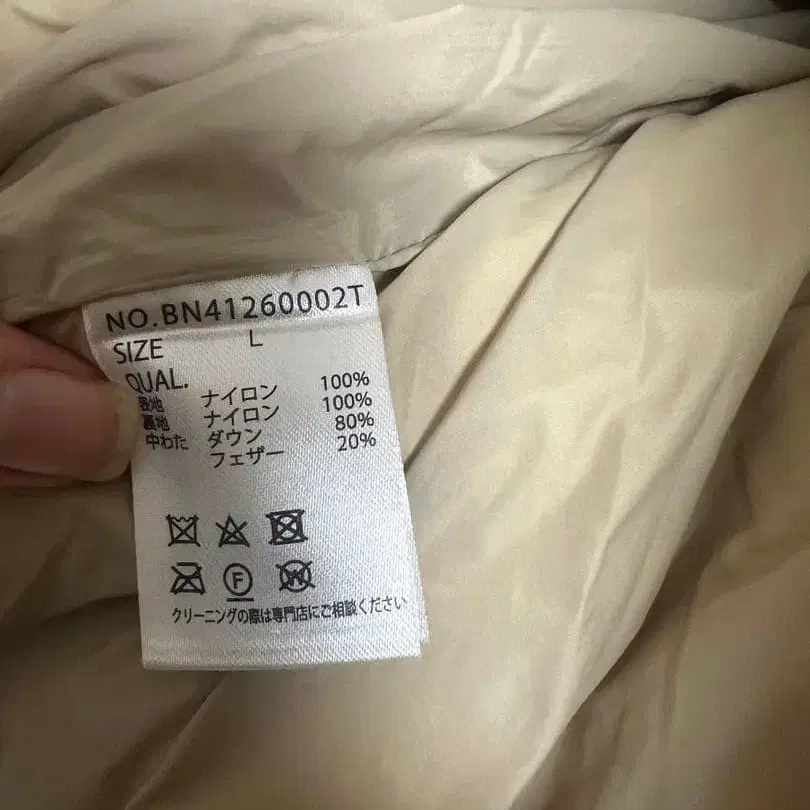 NO.BN41260002T
SIZE L
QUAL.
表地 ナイロン 100%
裏地 ナイロン 100%
中わた ダウン 80%
フェザー 20%
F
W
クリーニングの際は専門店にご相談ください